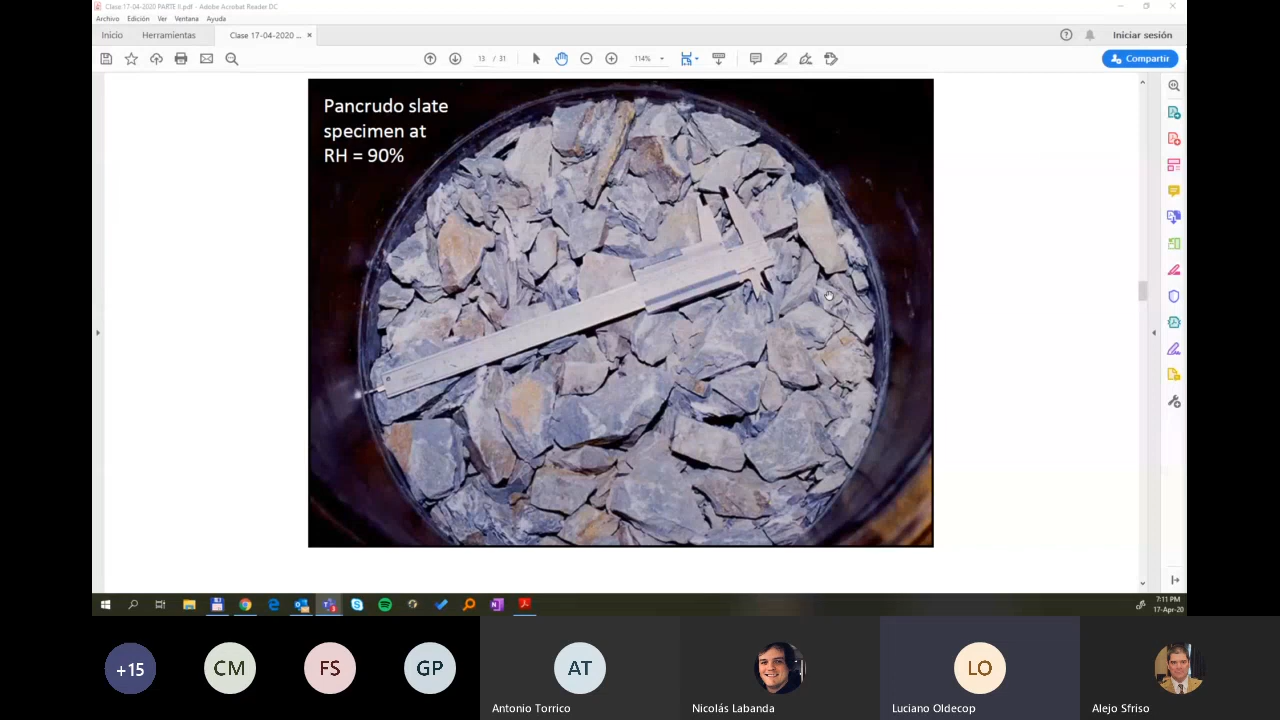 Clase 17-04-2020 PARTE II.pdf - Adobe Acrobat Reader DC
Archivo Edición Ver Ventana Ayuda
Inicio Herramientas Clase 17-04-2020 ... × Iniciar sesión
13 / 31 114% Compartir
Pancrudo slate
specimen at
RH = 90%
7:11 PM
17-Apr-20
+15 CM FS GP AT LO
Antonio Torrico Nicolás Labanda Luciano Oldecop Alejo Sfriso